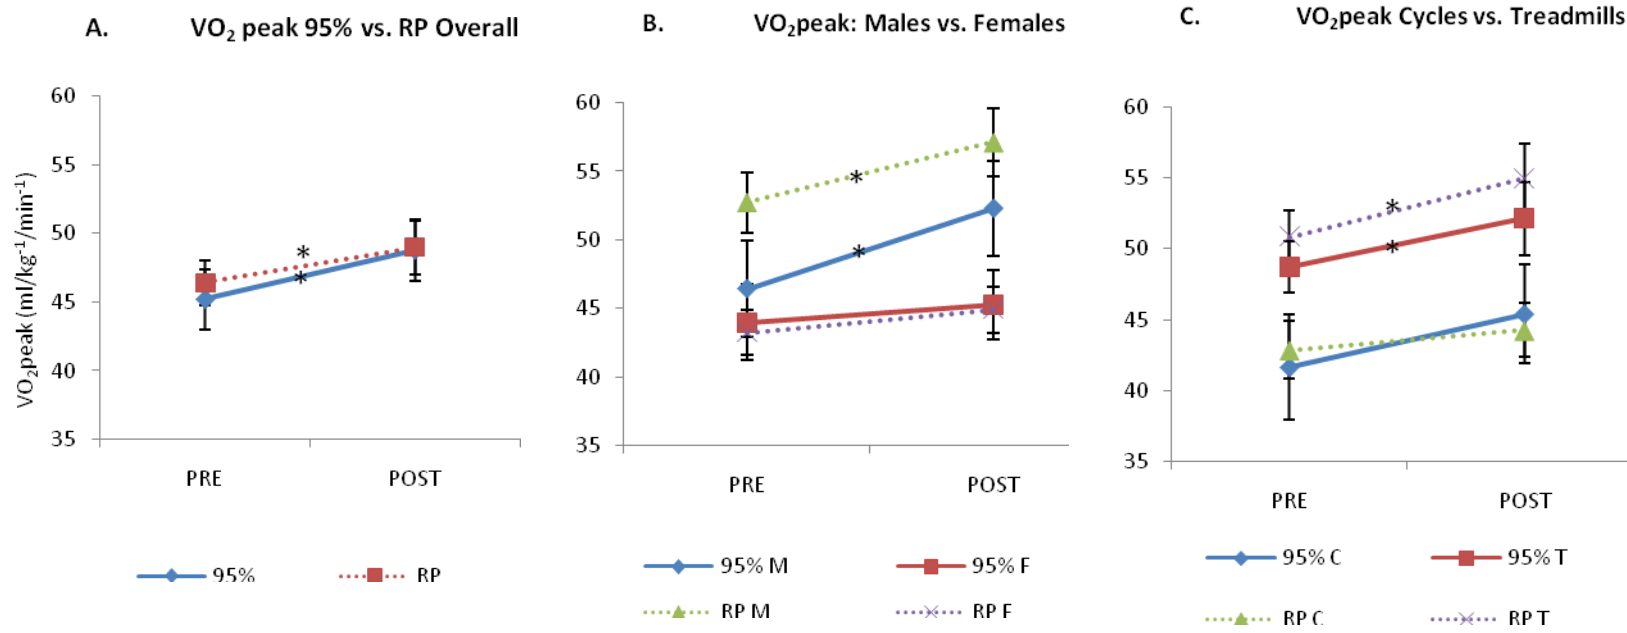 A. VO₂ peak 95% vs. RP Overall
VO₂peak (ml/kg⁻¹/min⁻¹)
60
55
50
45
40
35
*
*
PRE POST
95% RP
B. VO₂peak: Males vs. Females
60
55
50
45
40
35
*
*
PRE POST
95% M 95% F
RP M RP F
C. VO₂peak Cycles vs. Treadmills
60
55
50
45
40
35
*
*
PRE POST
95% C 95% T
RP C RP T